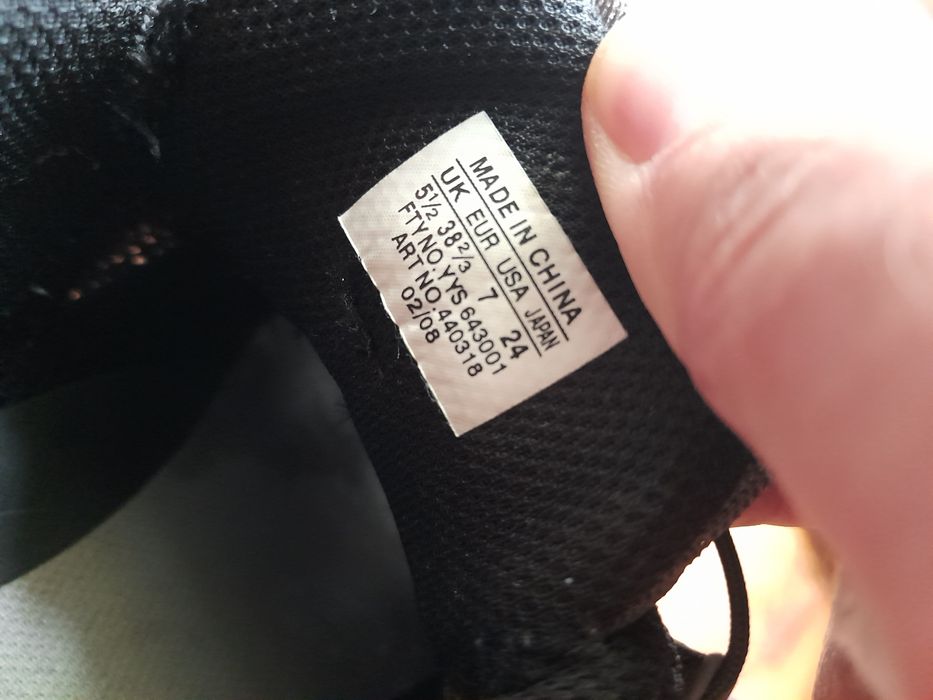 MADE IN CHINA
UK EUR USA JAPAN
5½ 38⅔ 7 24
FTY NO.YYS 643001
ART NO.:440318
02/08